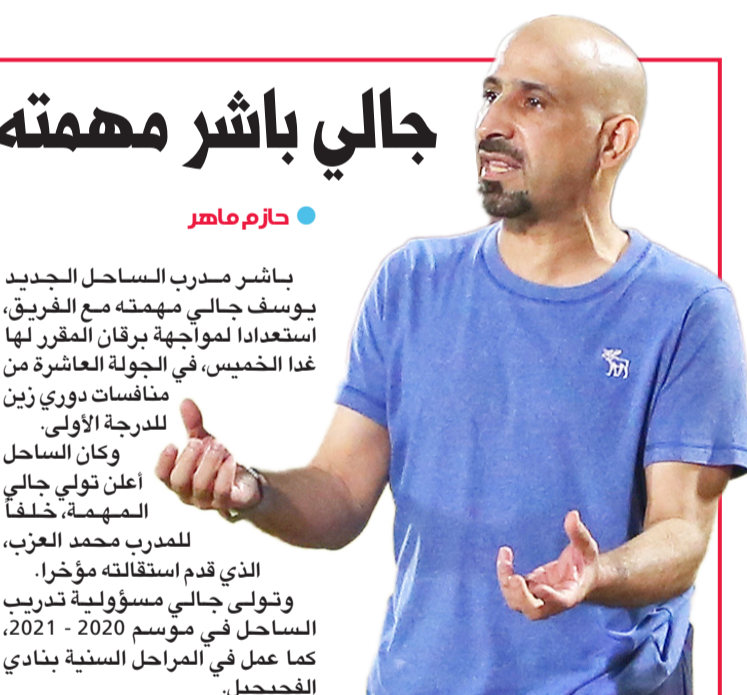 جالي باشر مهمته
حازم ماهر
باشر مدرب الساحل الجديد
يوسف جالي مهمته مع الفريق،
استعدادا لمواجهة برقان المقرر لها
غدا الخميس، في الجولة العاشرة من
منافسات دوري زين
للدرجة الأولى.
وكان الساحل
أعلن تولي جالي
المهمة، خلفاً
للمدرب محمد العزب،
الذي قدم استقالته مؤخرا.
وتولى جالي مسؤولية تدريب
الساحل في موسم 2020 - 2021،
كما عمل في المراحل السنية بنادي
الفحيحيل.